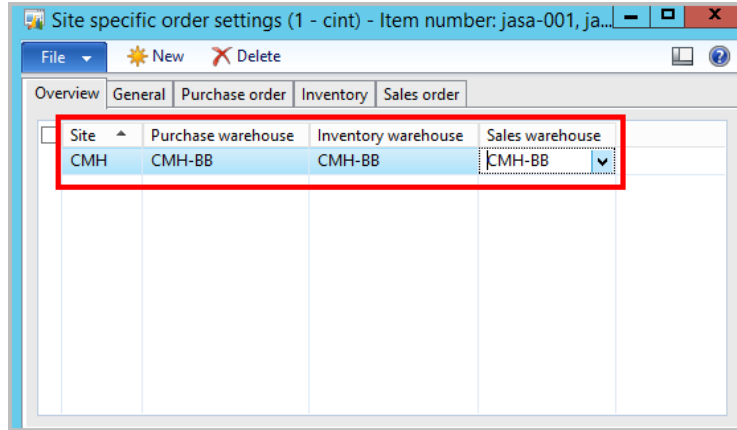 Site specific order settings (1 - cint) - Item number: jasa-001, ja...
File New Delete
Overview General Purchase order Inventory Sales order
Site Purchase warehouse Inventory warehouse Sales warehouse
CMH CMH-BB CMH-BB CMH-BB